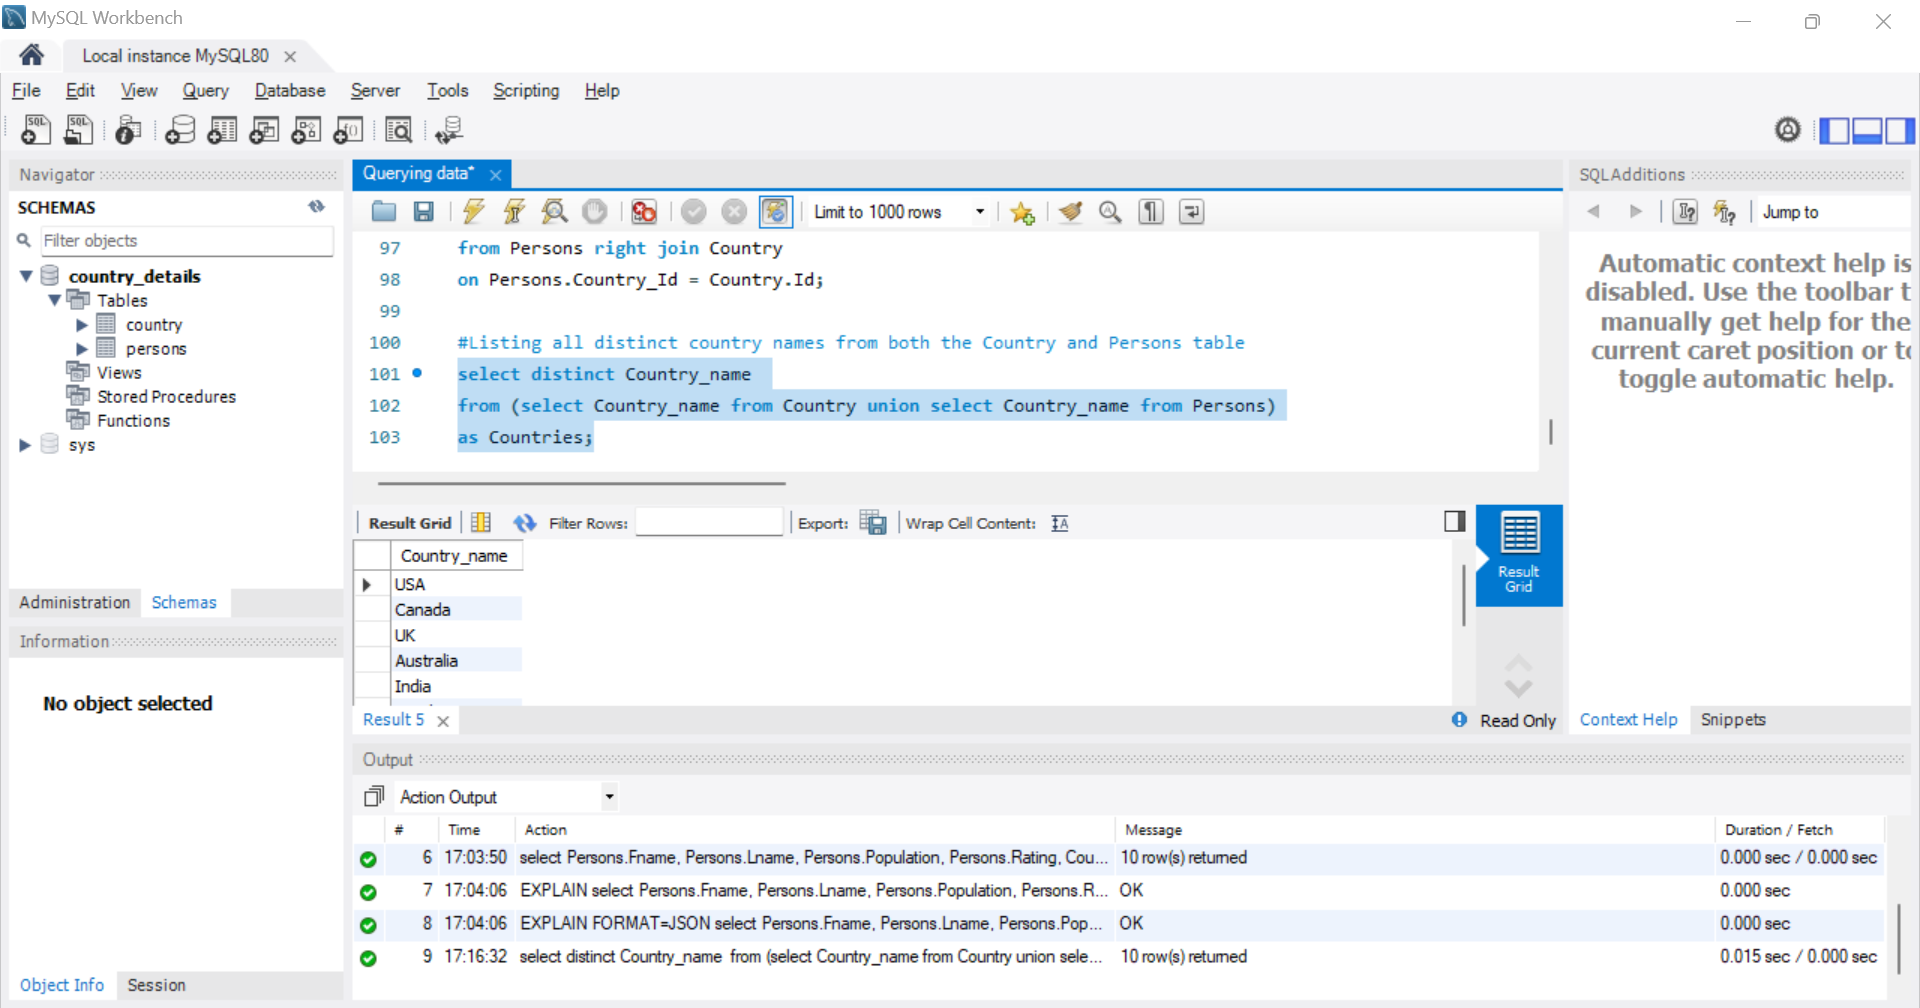 MySQL Workbench
Local instance MySQL80
File Edit View Query Database Server Tools Scripting Help
SQL SQL
Navigator
SCHEMAS
Filter objects
country_details
Tables
country
persons
Views
Stored Procedures
Functions
sys
Administration Schemas
Information
No object selected
Object Info Session
Querying data*
Limit to 1000 rows
97 from Persons right join Country
98 on Persons.Country_Id = Country.Id;
99
100 #Listing all distinct country names from both the Country and Persons table
101 select distinct Country_name
102 from (select Country_name from Country union select Country_name from Persons)
103 as Countries;
Result Grid Filter Rows: Export: Wrap Cell Content:
Country_name
USA
Canada
UK
Australia
India
Result
Grid
Result 5 Read Only
SQLAdditions
Jump to
Automatic context help is
disabled. Use the toolbar t
manually get help for the
current caret position or to
toggle automatic help.
Context Help Snippets
Output
Action Output
# Time Action Message Duration / Fetch
6 17:03:50 select Persons.Fname, Persons.Lname, Persons.Population, Persons.Rating, Cou... 10 row(s) returned 0.000 sec / 0.000 sec
7 17:04:06 EXPLAIN select Persons.Fname, Persons.Lname, Persons.Population, Persons.R... OK 0.000 sec
8 17:04:06 EXPLAIN FORMAT=JSON select Persons.Fname, Persons.Lname, Persons.Pop... OK 0.000 sec
9 17:16:32 select distinct Country_name from (select Country_name from Country union sele... 10 row(s) returned 0.015 sec / 0.000 sec